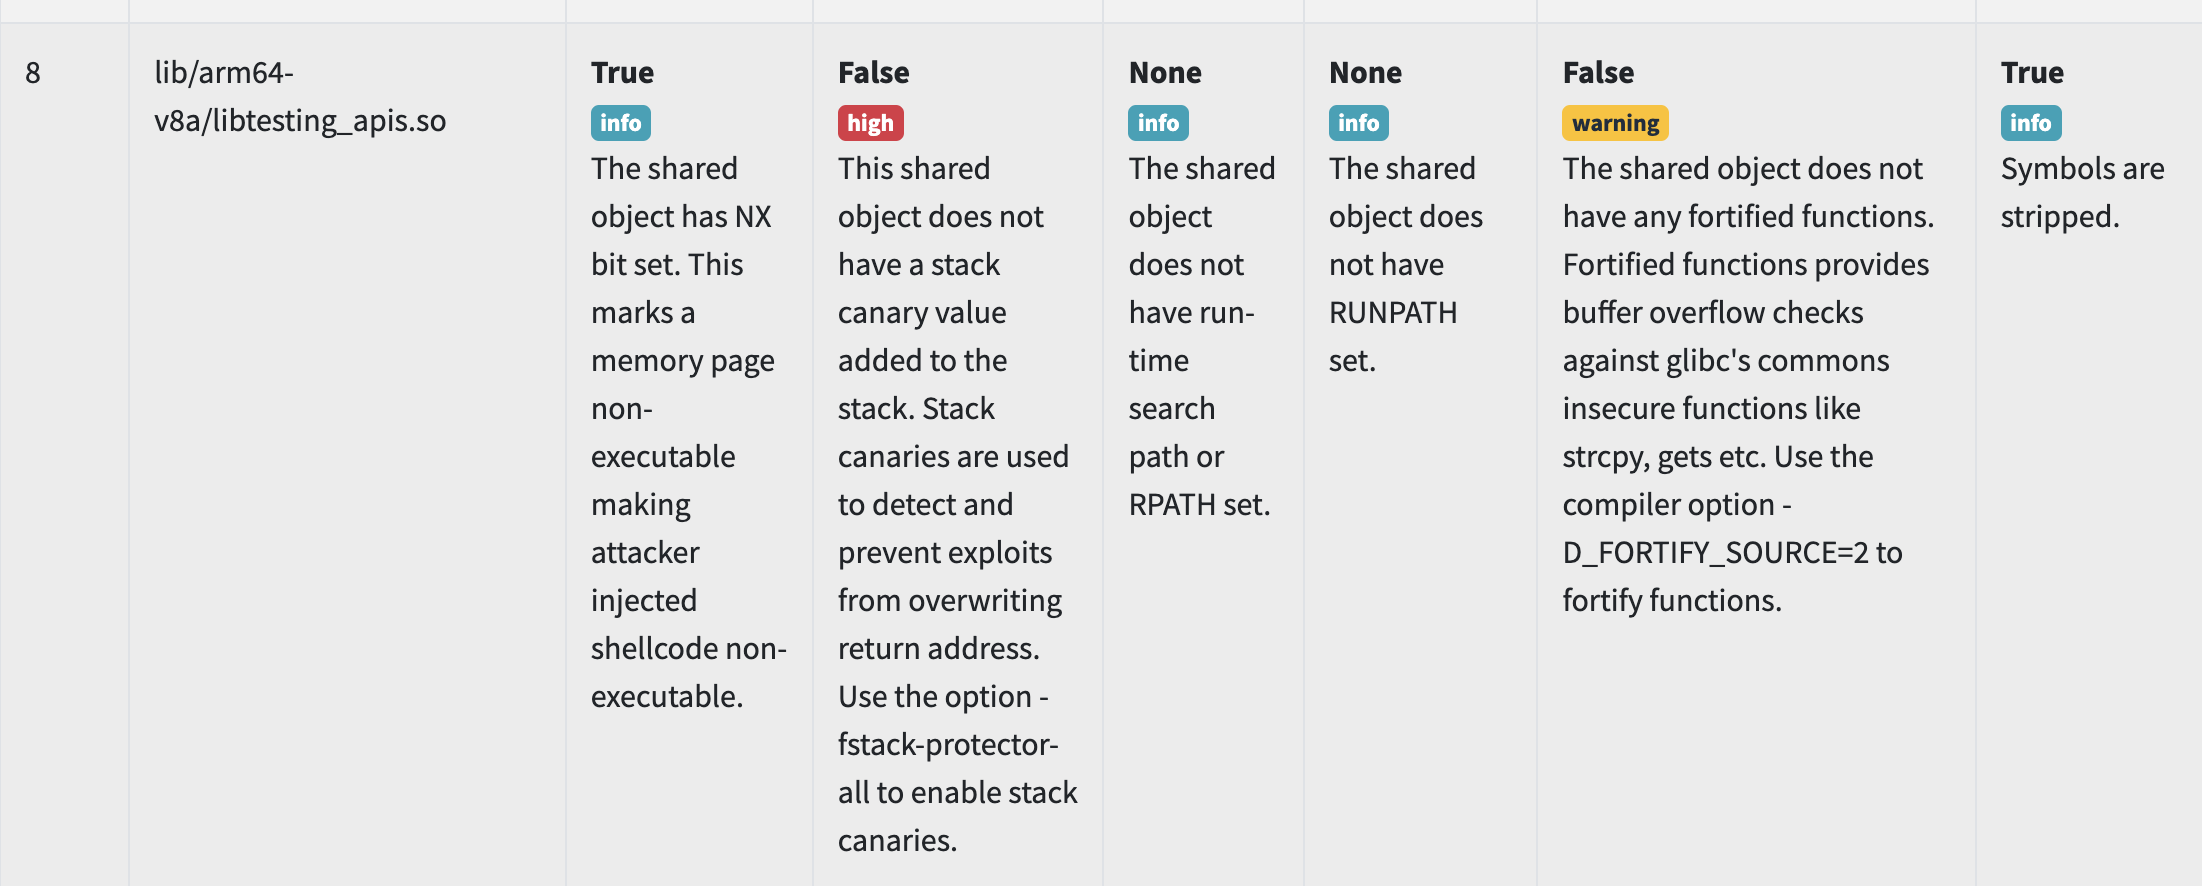 8
lib/arm64-
v8a/libtesting_apis.so
True
info
The shared
object has NX
bit set. This
marks a
memory page
non-
executable
making
attacker
injected
shellcode non-
executable.
False
high
This shared
object does not
have a stack
canary value
added to the
stack. Stack
canaries are used
to detect and
prevent exploits
from overwriting
return address.
Use the option -
fstack-protector-
all to enable stack
canaries.
None
info
The shared
object
does not
have run-
time
search
path or
RPATH set.
None
info
The shared
object does
not have
RUNPATH
set.
False
warning
The shared object does not
have any fortified functions.
Fortified functions provides
buffer overflow checks
against glibc's commons
insecure functions like
strcpy, gets etc. Use the
compiler option -
D_FORTIFY_SOURCE=2 to
fortify functions.
True
info
Symbols are
stripped.